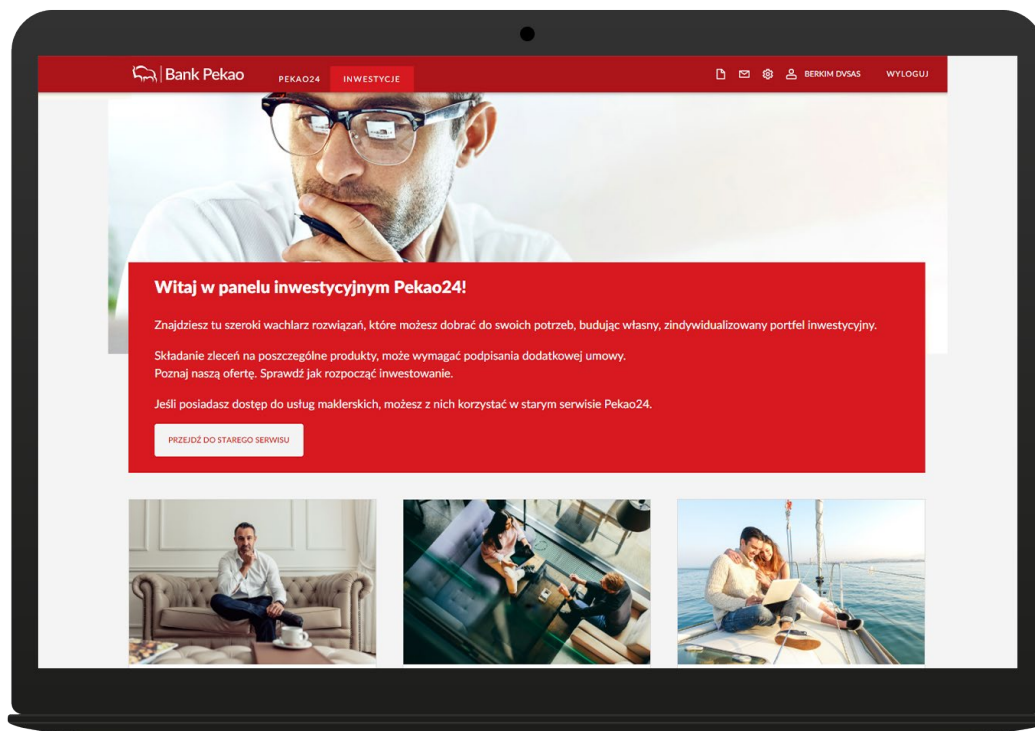 Bank Pekao
PEKAO24
INWESTYCJE
BERKIM DVSAS
WYLOGUJ
Witaj w panelu inwestycyjnym Pekao24!
Znajdziesz tu szeroki wachlarz rozwiązań, które możesz dobrać do swoich potrzeb, budując własny, zindywidualizowany portfel inwestycyjny.
Składanie zleceń na poszczególne produkty, może wymagać podpisania dodatkowej umowy.
Poznaj naszą ofertę. Sprawdź jak rozpocząć inwestowanie.
Jeśli posiadasz dostęp do usług maklerskich, możesz z nich korzystać w starym serwisie Pekao24.
PRZEJDŹ DO STAREGO SERWISU